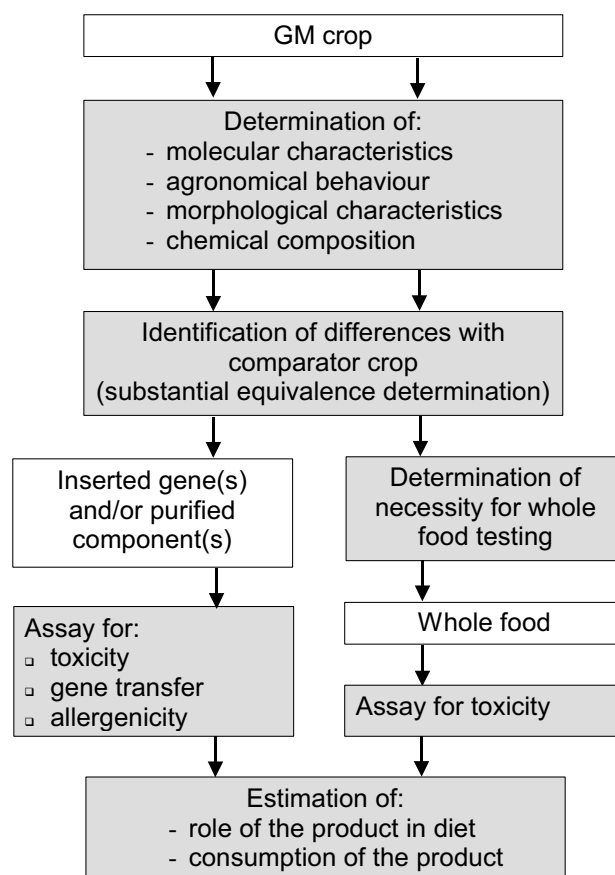 GM crop
Determination of:
- molecular characteristics
- agronomical behaviour
- morphological characteristics
- chemical composition
Identification of differences with
comparator crop
(substantial equivalence determination)
Inserted gene(s)
and/or purified
component(s)
Determination of
necessity for whole
food testing
Assay for:
▫ toxicity
▫ gene transfer
▫ allergenicity
Whole food
Assay for toxicity
Estimation of:
- role of the product in diet
- consumption of the product